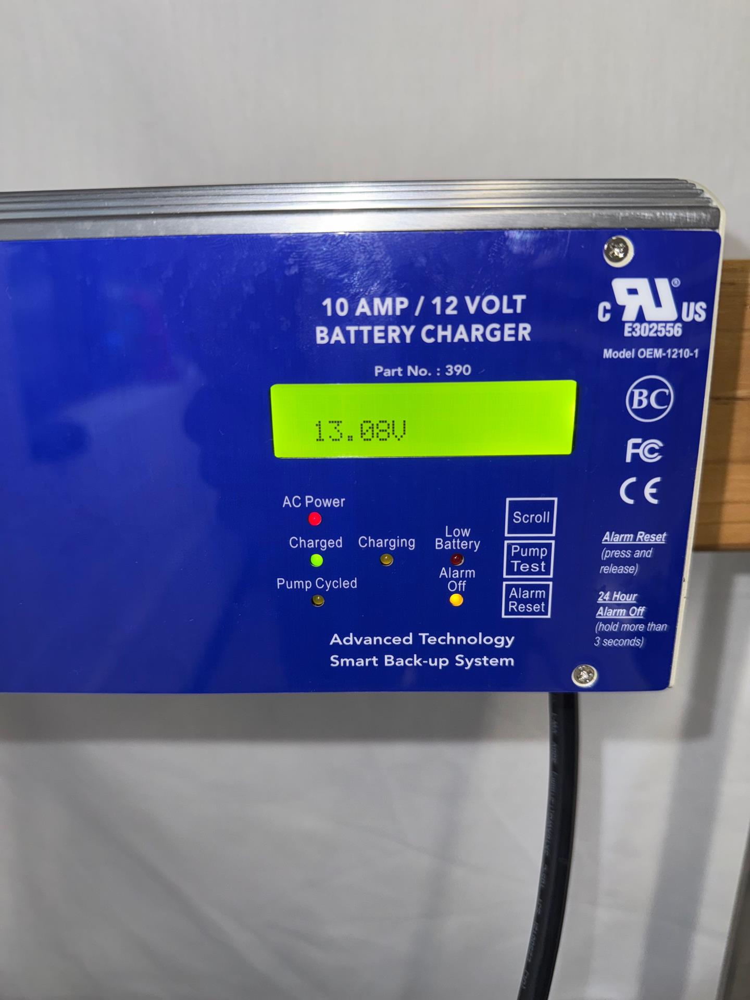 10 AMP / 12 VOLT
BATTERY CHARGER
Part No. : 390
13.08V
AC Power
Charged
Charging
Low
Battery
Pump Cycled
Alarm
Off
Scroll
Pump
Test
Alarm
Reset
Advanced Technology
Smart Back-up System
C RU ® US
E302556
Model OEM-1210-1
BC
FC
CE
Alarm Reset
(press and
release)
24 Hour
Alarm Off
(hold more than
3 seconds)